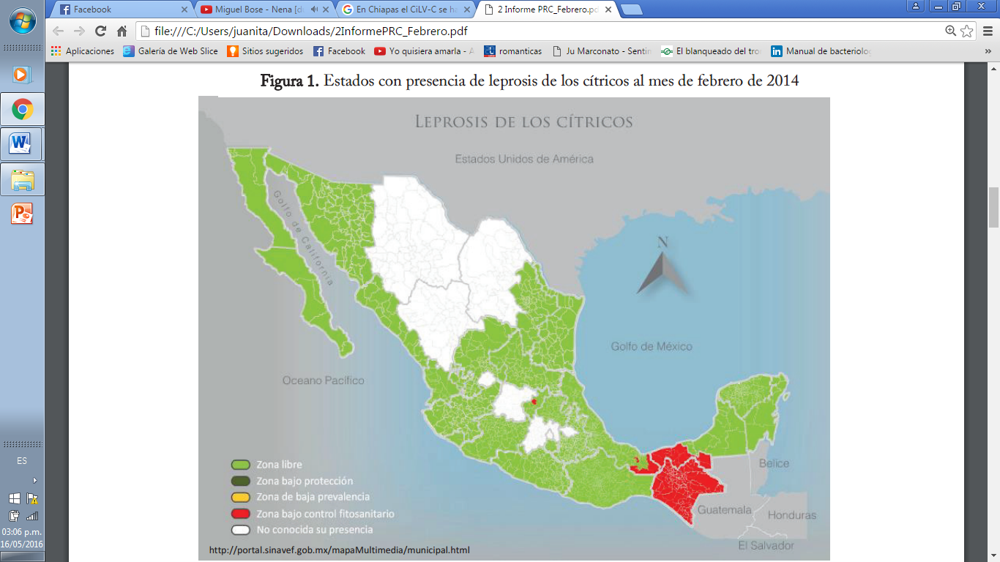 Facebook
Miguel Bose - Nena [d
En Chiapas el CiLV-C se ha
2 Informe PRC_Febrero.pd
file:///C:/Users/juanita/Downloads/2InformePRC_Febrero.pdf
Aplicaciones
Galería de Web Slice
Sitios sugeridos
Facebook
Yo quisiera amarla - A
romanticas
Ju Marconato - Sentin
El blanqueado del tro
Manual de bacteriolog
»
Figura 1. Estados con presencia de leprosis de los cítricos al mes de febrero de 2014
LEPROSIS DE LOS CÍTRICOS
Estados Unidos de América
Golfo de California
N
Golfo de México
Oceano Pacífico
Zona libre
Zona bajo protección
Zona de baja prevalencia
Zona bajo control fitosanitario
No conocida su presencia
Belice
Guatemala
Honduras
El Salvador
http://portal.sinavef.gob.mx/mapaMultimedia/municipal.html
ES
03:06 p.m.
16/05/2016